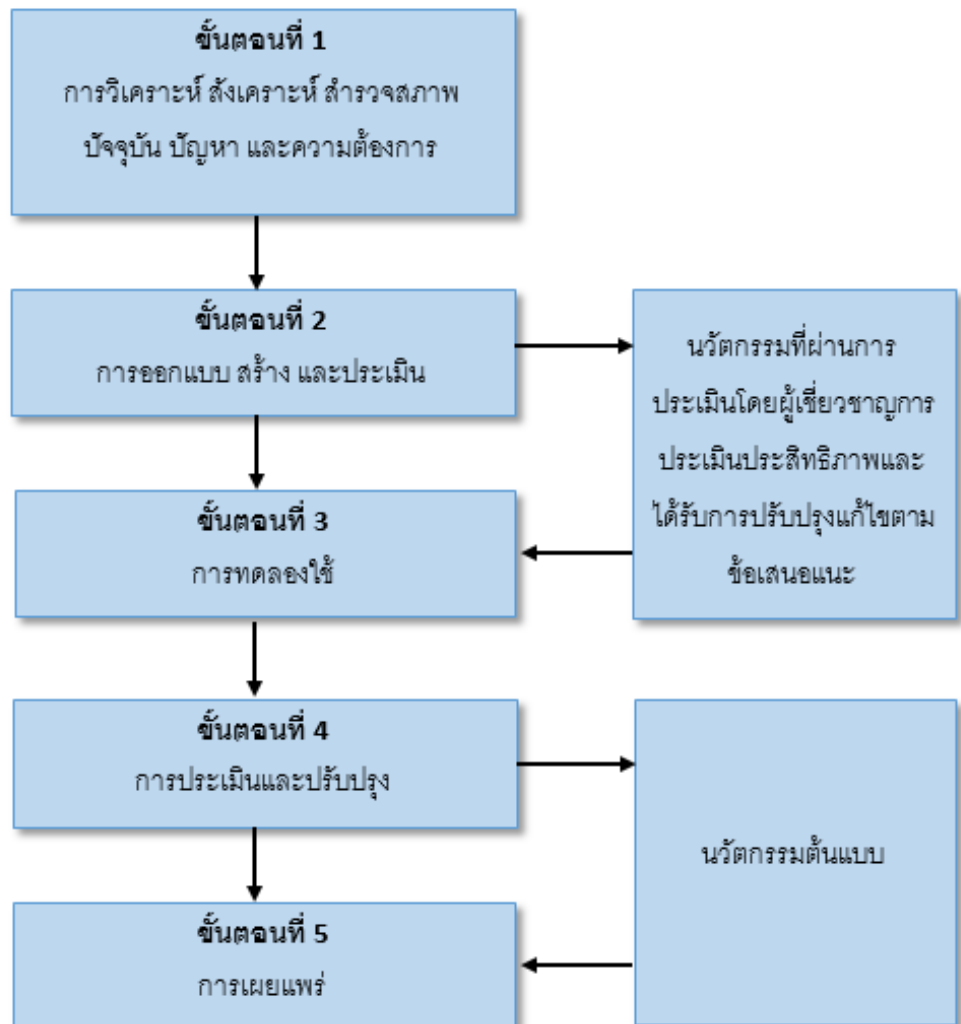 ขั้นตอนที่ 1
การวิเคราะห์ สังเคราะห์ สำรวจสภาพ
ปัจจุบัน ปัญหา และความต้องการ
ขั้นตอนที่ 2
การออกแบบ สร้าง และประเมิน
นวัตกรรมที่ผ่านการ
ประเมินโดยผู้เชี่ยวชาญการ
ประเมินประสิทธิภาพและ
ได้รับการปรับปรุงแก้ไขตาม
ข้อเสนอแนะ
ขั้นตอนที่ 3
การทดลองใช้
ขั้นตอนที่ 4
การประเมินและปรับปรุง
นวัตกรรมต้นแบบ
ขั้นตอนที่ 5
การเผยแพร่